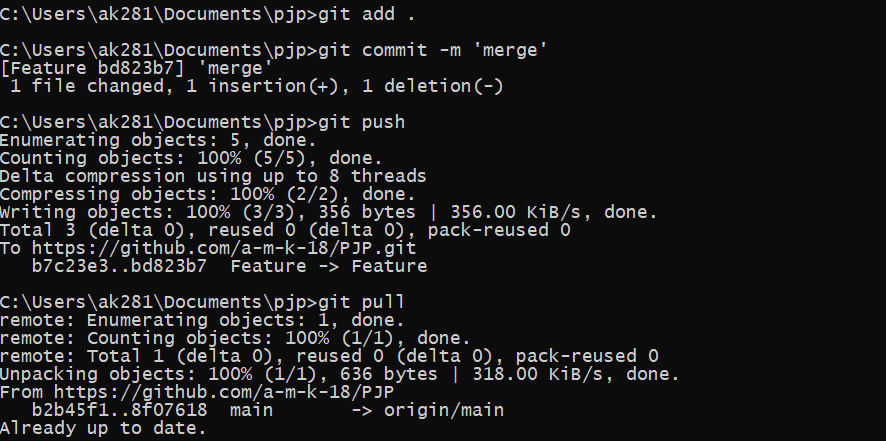 C:\Users\ak281\Documents\pjp>git add .
C:\Users\ak281\Documents\pjp>git commit -m 'merge'
[Feature bd823b7] 'merge'
 1 file changed, 1 insertion(+), 1 deletion(-)
C:\Users\ak281\Documents\pjp>git push
Enumerating objects: 5, done.
Counting objects: 100% (5/5), done.
Delta compression using up to 8 threads
Compressing objects: 100% (2/2), done.
Writing objects: 100% (3/3), 356 bytes | 356.00 KiB/s, done.
Total 3 (delta 0), reused 0 (delta 0), pack-reused 0
To https://github.com/a-m-k-18/PJP.git
   b7c23e3..bd823b7  Feature -> Feature
C:\Users\ak281\Documents\pjp>git pull
remote: Enumerating objects: 1, done.
remote: Counting objects: 100% (1/1), done.
remote: Total 1 (delta 0), reused 0 (delta 0), pack-reused 0
Unpacking objects: 100% (1/1), 636 bytes | 318.00 KiB/s, done.
From https://github.com/a-m-k-18/PJP
   b2b45f1..8f07618  main       -> origin/main
Already up to date.